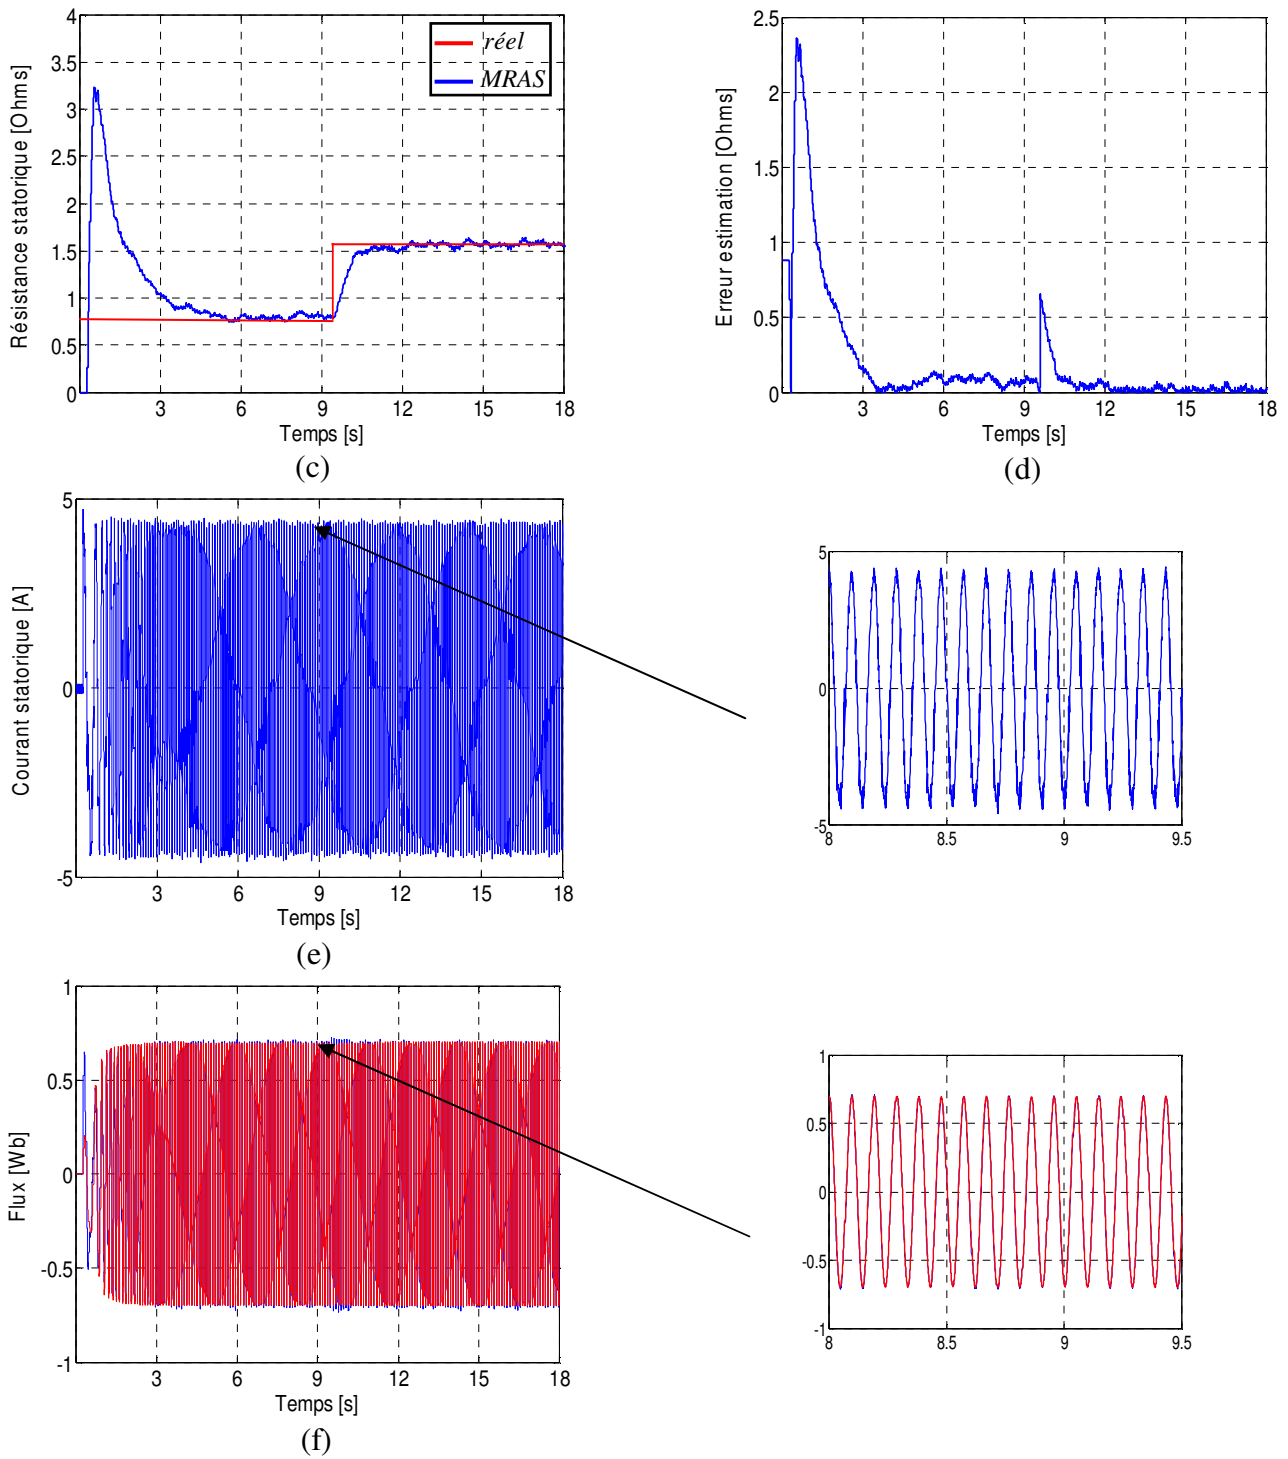 4
3.5
3
2.5
2
1.5
1
0.5
0
Résistance statorique [Ohms]
réel
MRAS
3 6 9 12 15 18
Temps [s]
(c)
2.5
2
1.5
1
0.5
0
Erreur estimation [Ohms]
3 6 9 12 15 18
Temps [s]
(d)
5
0
-5
Courant statorique [A]
3 6 9 12 15 18
Temps [s]
(e)
5
0
-5
8 8.5 9 9.5
1
0.5
0
-0.5
-1
Flux [Wb]
3 6 9 12 15 18
Temps [s]
(f)
1
0.5
0
-0.5
-1
8 8.5 9 9.5